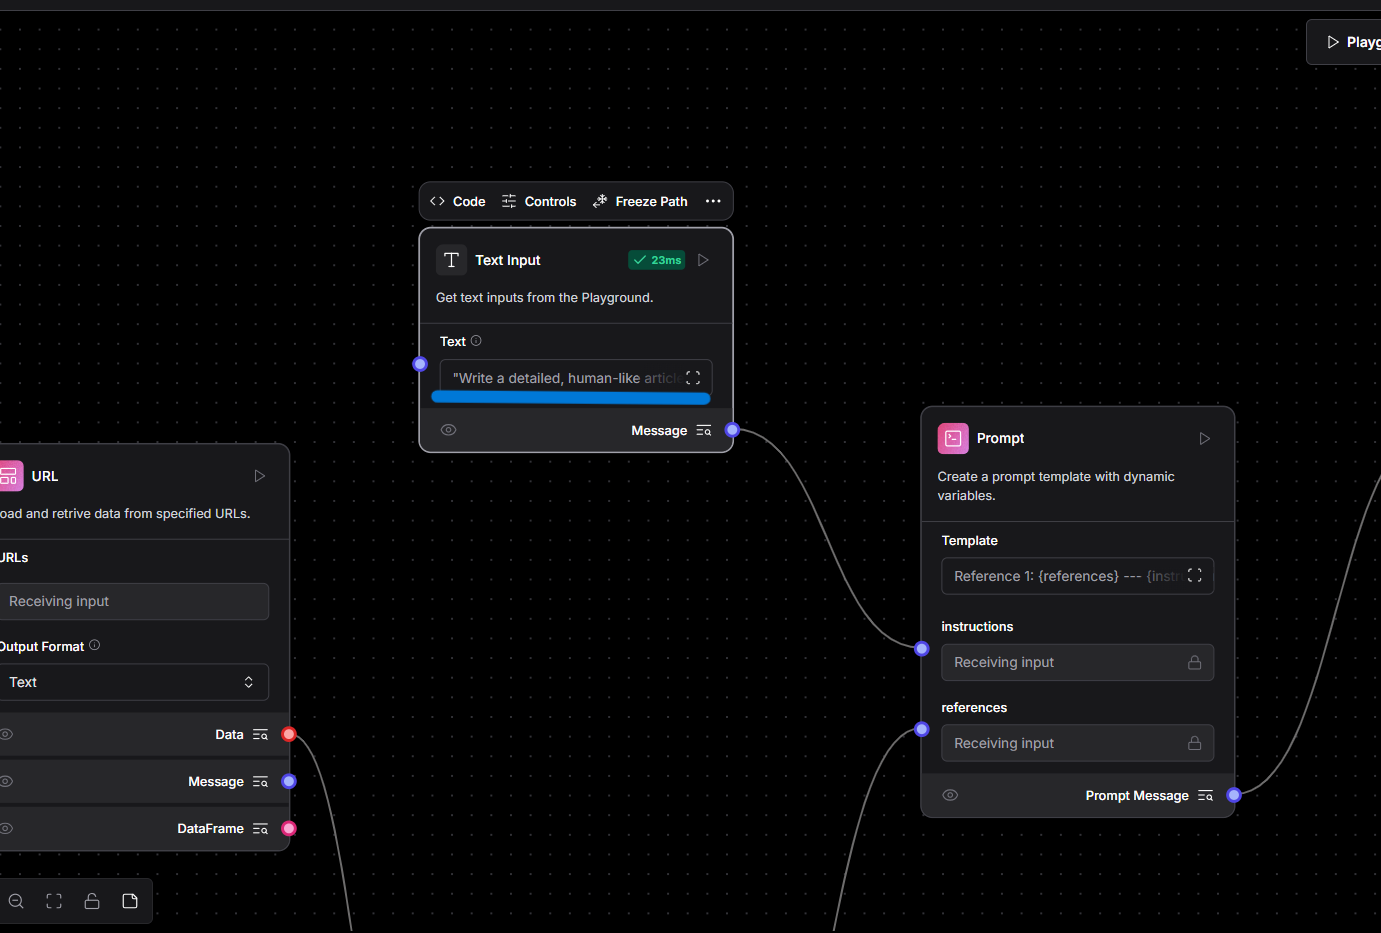 Playg
Code
Controls
Freeze Path
Text Input
23ms
Get text inputs from the Playground.
Text
"Write a detailed, human-like article
Message
URL
oad and retrive data from specified URLs.
URLs
Receiving input
Output Format
Text
Data
Message
DataFrame
Prompt
Create a prompt template with dynamic
variables.
Template
Reference 1: {references} --- {instr
instructions
Receiving input
references
Receiving input
Prompt Message